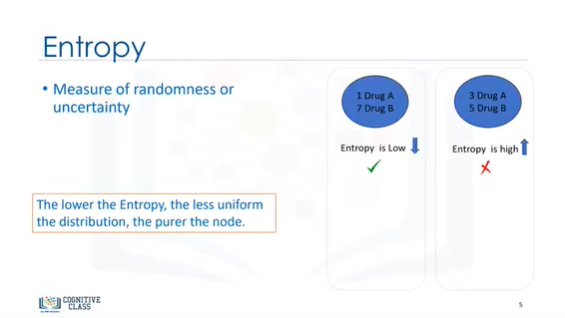 Entropy
• Measure of randomness or
uncertainty
1 Drug A
7 Drug B
Entropy is Low
3 Drug A
5 Drug B
Entropy is high
The lower the Entropy, the less uniform
the distribution, the purer the node.
COGNITIVE
CLASS
5